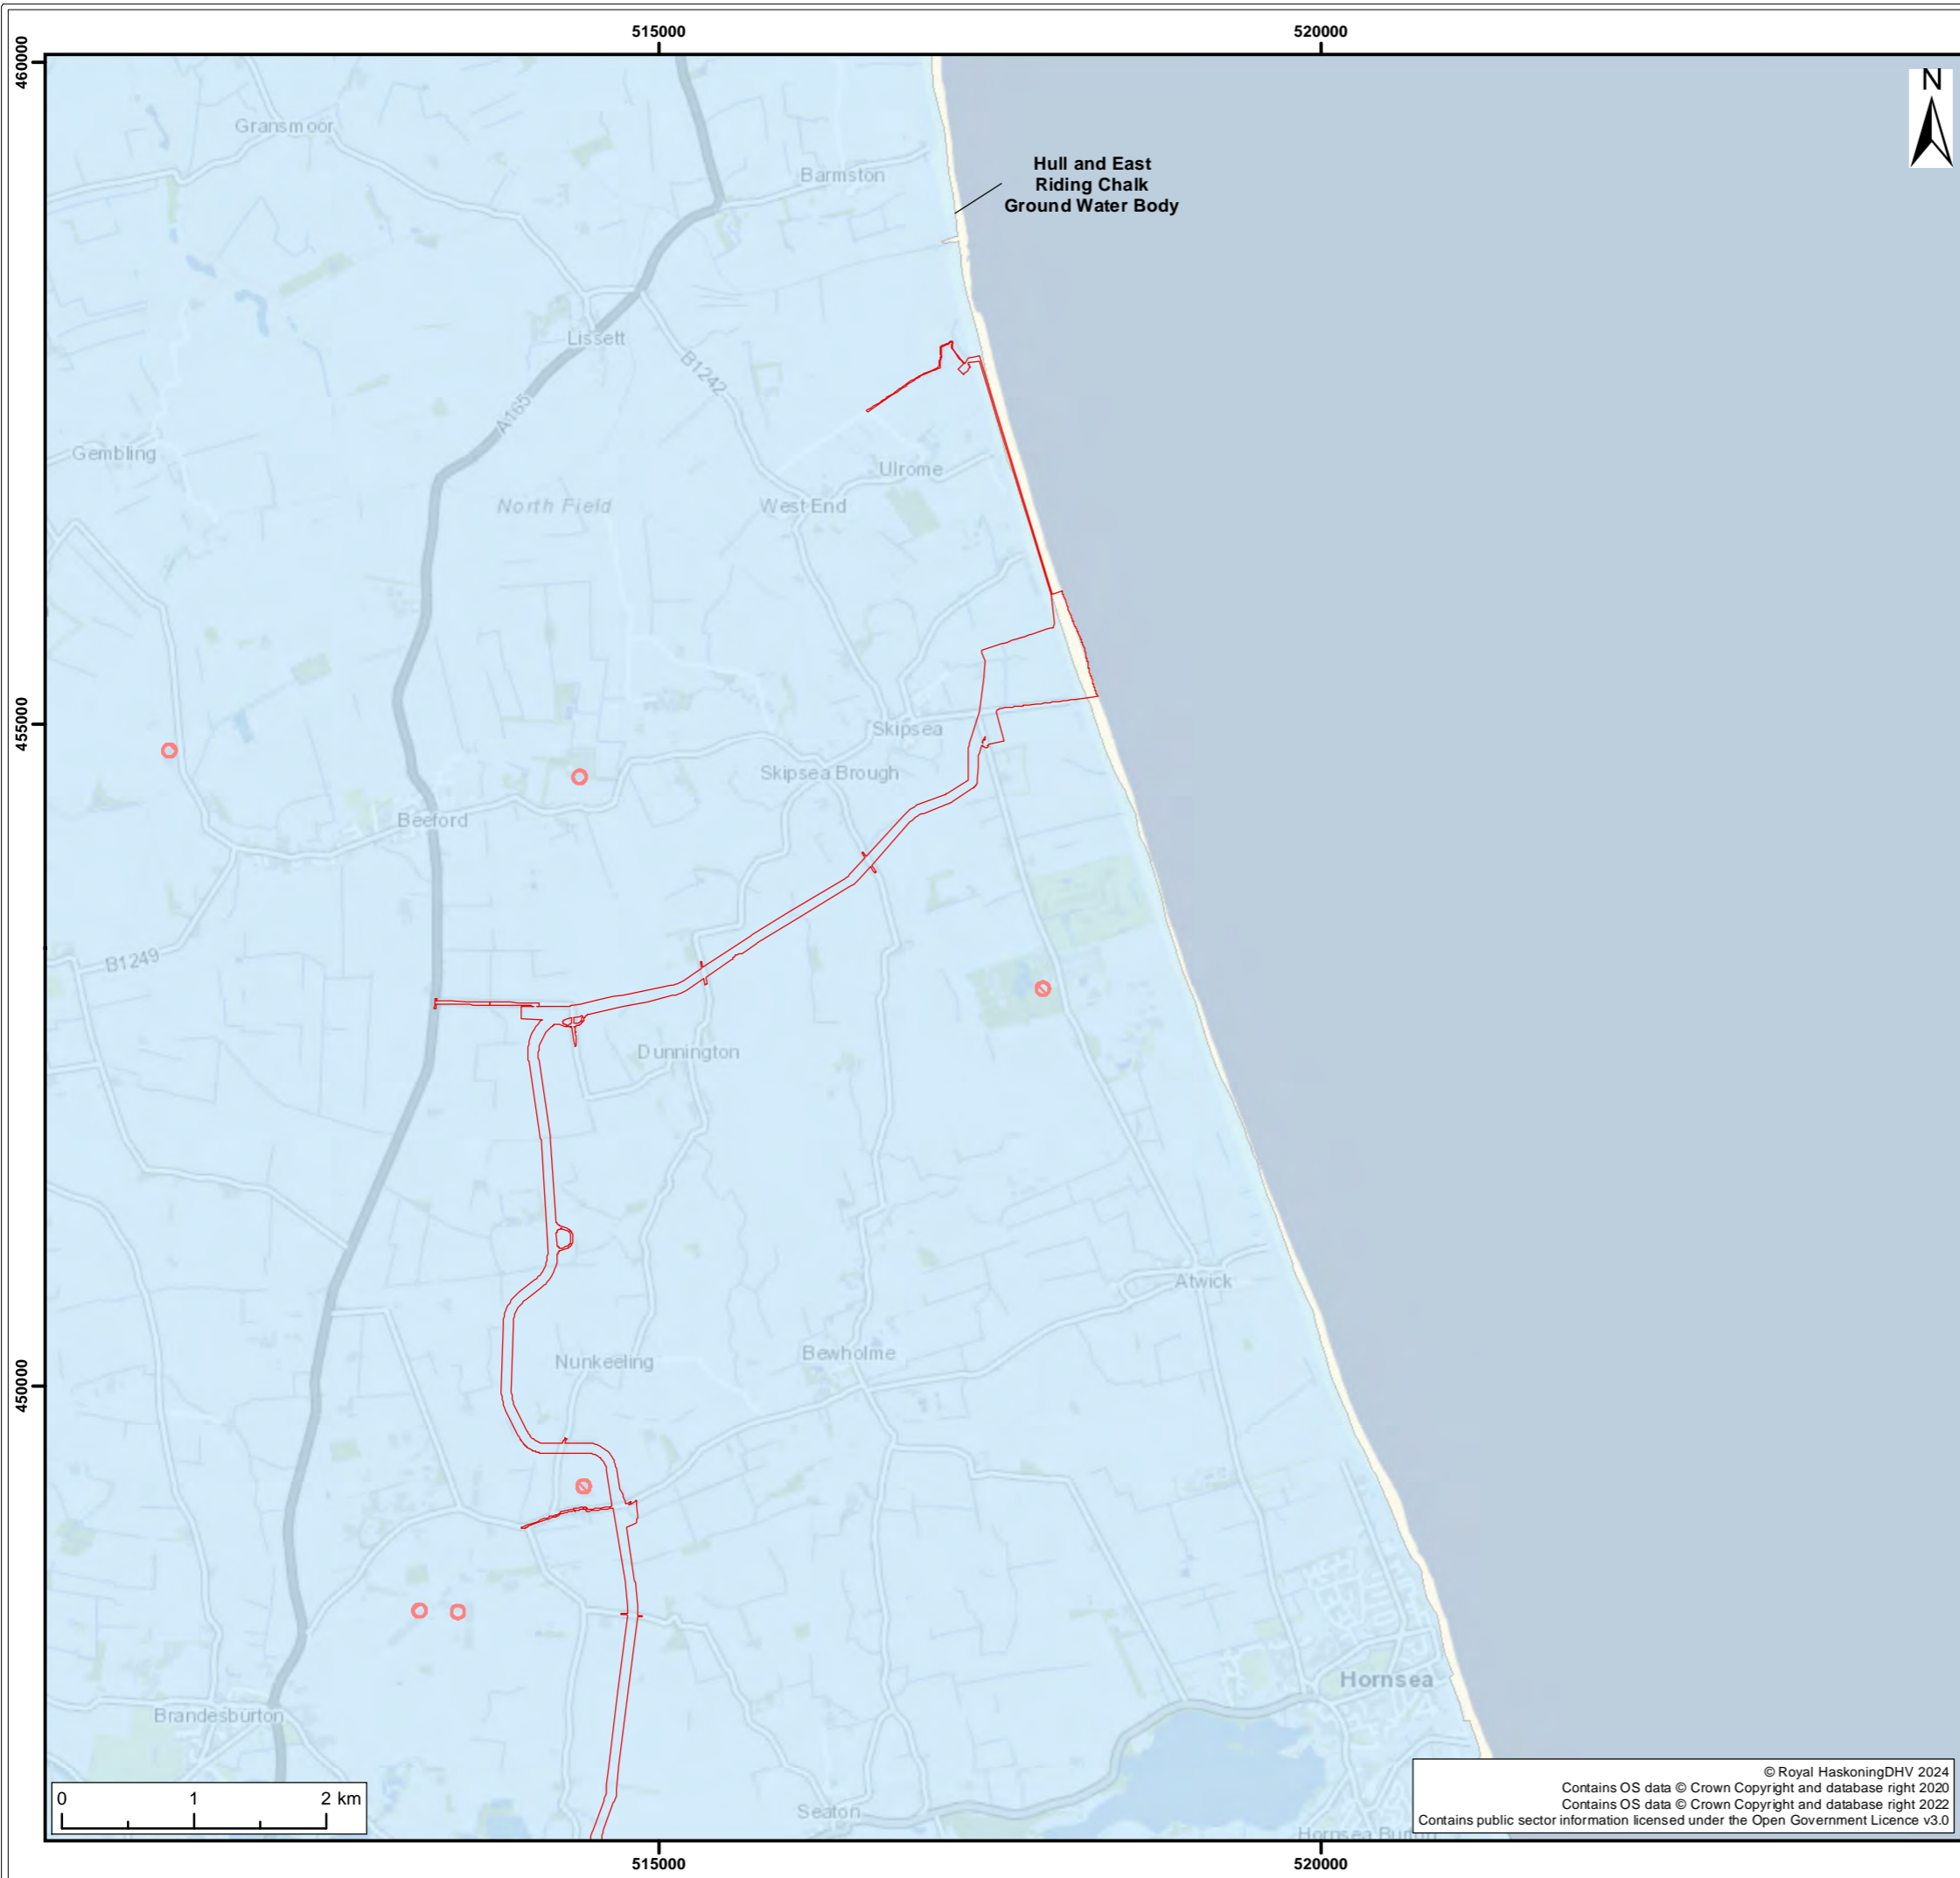 515000
520000
460000
N
Gransmoor
Barmston
Hull and East
Riding Chalk
Ground Water Body
Lissett
B1242
A165
Gembling
Ulrome
North Field
West End
455000
Skipsea
Skipsea Brough
Beeford
B1249
Dunnington
Atwick
Bewholme
Nunkeeling
450000
Hornsea
Brandesburton
Seaton
0 1 2 km
© Royal HaskoningDHV 2024
Contains OS data © Crown Copyright and database right 2020
Contains OS data © Crown Copyright and database right 2022
Contains public sector information licensed under the Open Government Licence v3.0
Hornsea Burton
515000
520000